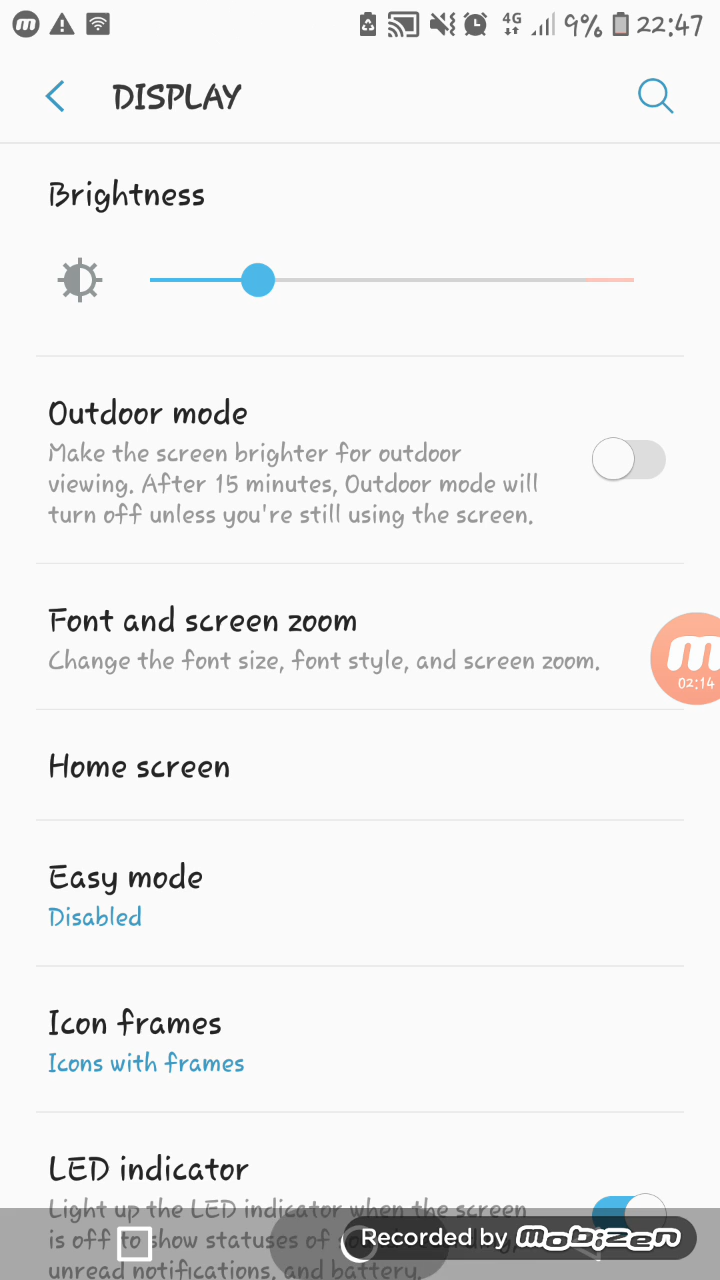 m 4G 9% 22:47
DISPLAY
Brightness
Outdoor mode
Make the screen brighter for outdoor
viewing. After 15 minutes, Outdoor mode will
turn off unless you're still using the screen.
Font and screen zoom
Change the font size, font style, and screen zoom.
m
02:14
Home screen
Easy mode
Disabled
Icon frames
Icons with frames
LED indicator
Light up the LED indicator when the screen
is off to show statuses of
unread notifications, and battery.
Recorded by mobizen